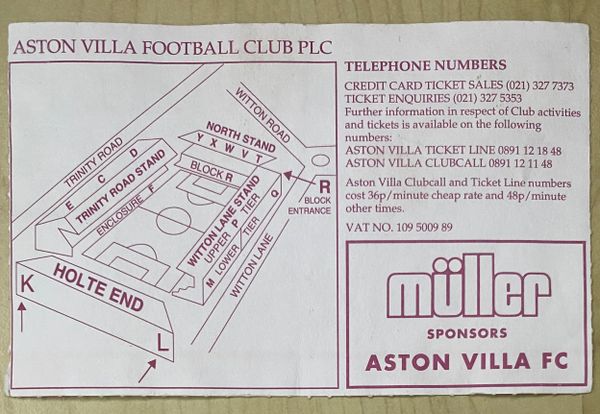 ASTON VILLA FOOTBALL CLUB PLC
TRINITY ROAD
WITTON ROAD
NORTH STAND
Y X W V T
BLOCK R
E C D
TRINITY ROAD STAND
ENCLOSURE F
WITTON LANE STAND
UPPER P TIER
M LOWER TIER Q
WITTON LANE
R
BLOCK
ENTRANCE
HOLTE END
K
L
TELEPHONE NUMBERS
CREDIT CARD TICKET SALES (021) 327 7373
TICKET ENQUIRIES (021) 327 5353
Further information in respect of Club activities
and tickets is available on the following
numbers:
ASTON VILLA TICKET LINE 0891 12 18 48
ASTON VILLA CLUBCALL 0891 12 11 48
Aston Villa Clubcall and Ticket Line numbers
cost 36p/minute cheap rate and 48p/minute
other times.
VAT NO. 109 5009 89
müller
SPONSORS
ASTON VILLA FC